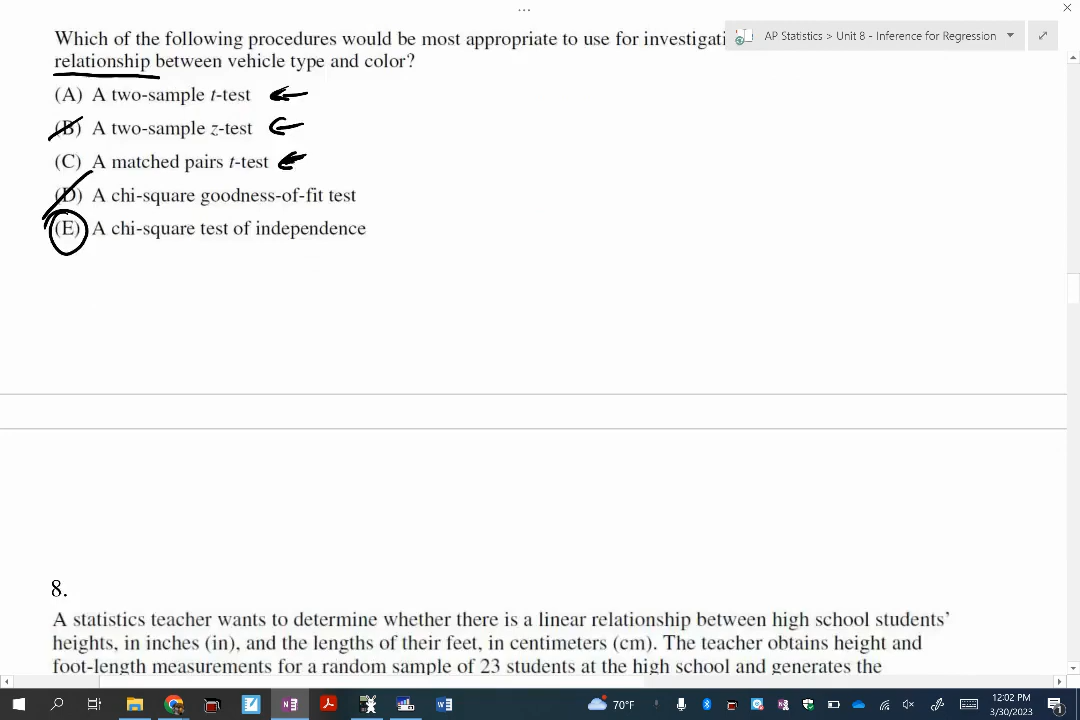 ...
Which of the following procedures would be most appropriate to use for investigati
AP Statistics > Unit 8 - Inference for Regression
relationship between vehicle type and color?
(A) A two-sample t-test
(B) A two-sample z-test
(C) A matched pairs t-test
(D) A chi-square goodness-of-fit test
(E) A chi-square test of independence
8.
A statistics teacher wants to determine whether there is a linear relationship between high school students'
heights, in inches (in), and the lengths of their feet, in centimeters (cm). The teacher obtains height and
foot-length measurements for a random sample of 23 students at the high school and generates the
70°F
12:02 PM
3/30/2023